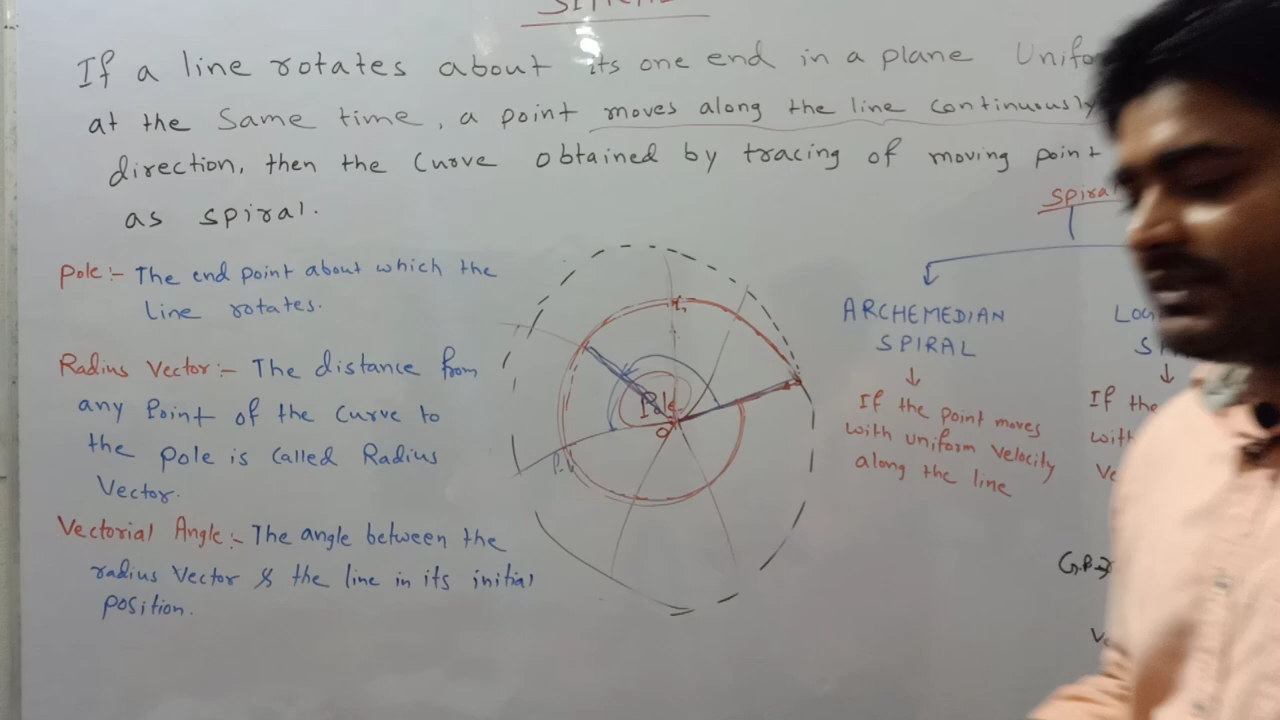 If a line rotates about its one end in a plane Unifo
at the Same time, a point moves along the line continuously
direction, then the Curve obtained by tracing of moving point
as spiral.
Spiral
Pole:- The end point about which the
line rotates.
Radius Vector:- The distance from
any Point of the Curve to
the pole is called Radius
Vector.
Vectorial Angle:- The angle between the
radius Vector & the line in its initial
position.
Pole
O
ARCHEMEDIAN
SPIRAL
If the point moves
with uniform velocity
along the line
LO
S
If the
with
Ve
G.P→